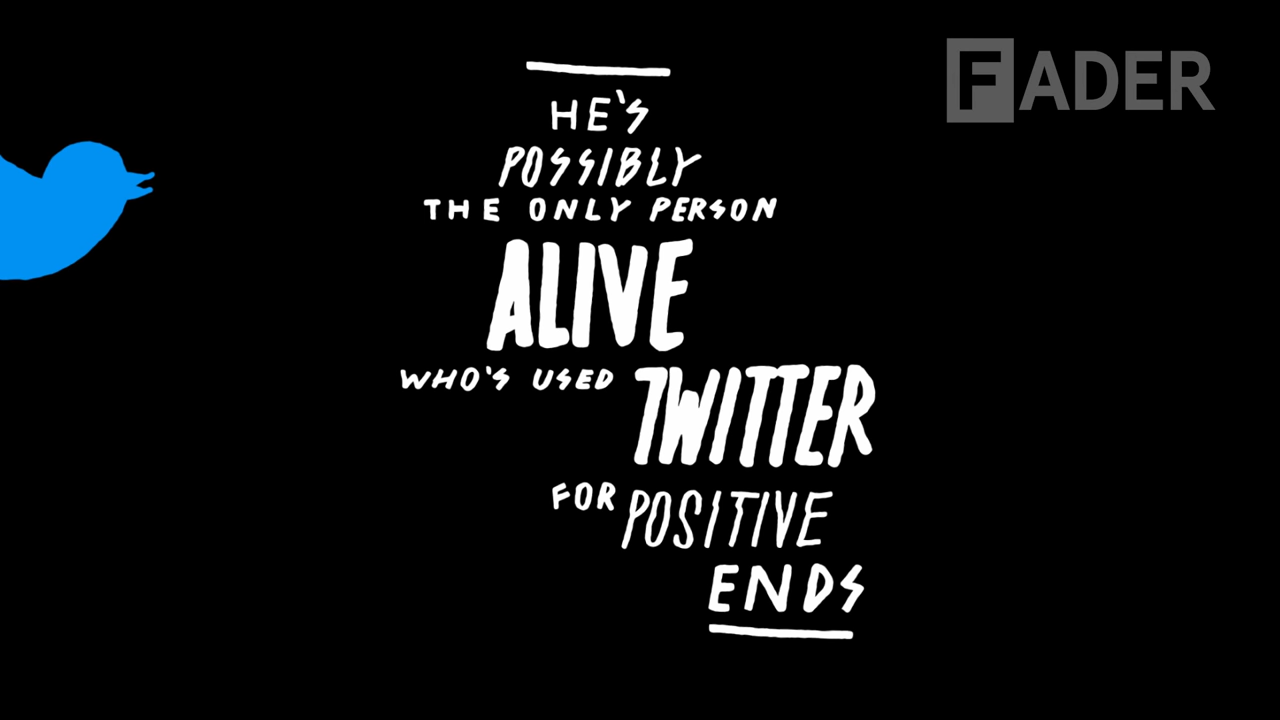 FADER
HE'S
POSSIBLY
THE ONLY PERSON
ALIVE
WHO'S USED TWITTER
FOR POSITIVE
ENDS